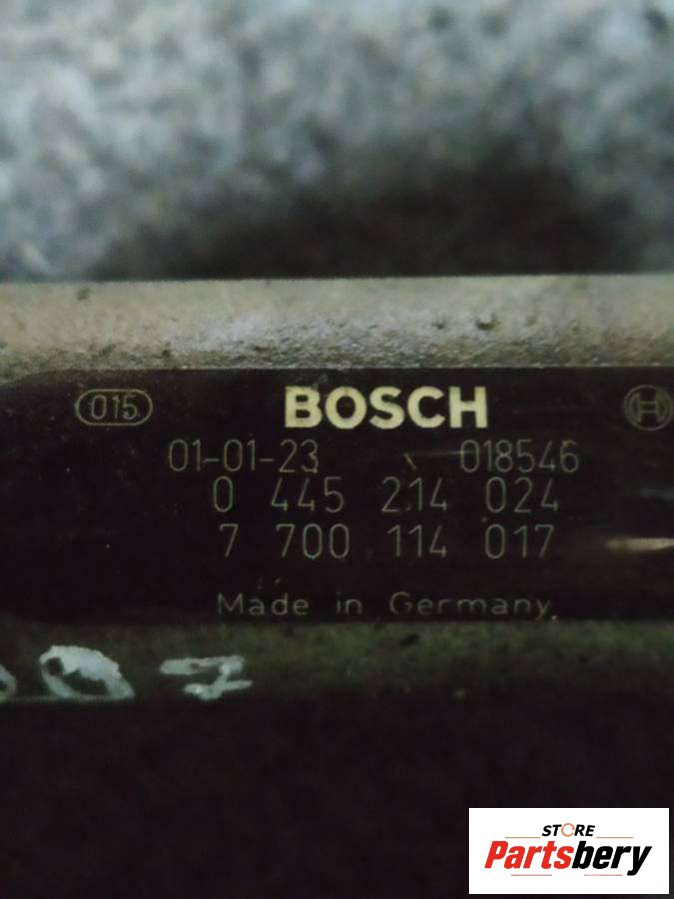 015
BOSCH
01-01-23 018546
0 445 214 024
7 700 114 017
Made in Germany
007
STORE
Partsbery